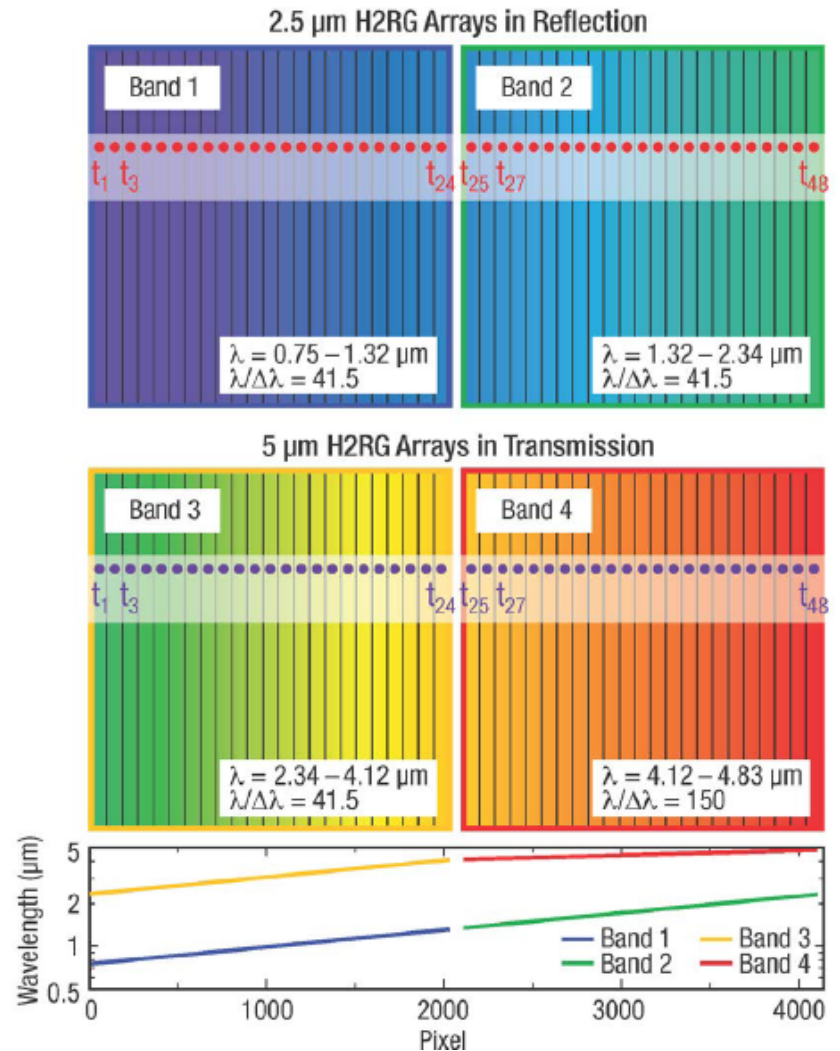 2.5 µm H2RG Arrays in Reflection
Band 1
Band 2
t₁ t₃ t₂₄ t₂₅ t₂₇ t₄₈
λ = 0.75 – 1.32 µm
λ/Δλ = 41.5
λ = 1.32 – 2.34 µm
λ/Δλ = 41.5
5 µm H2RG Arrays in Transmission
Band 3
Band 4
t₁ t₃ t₂₄ t₂₅ t₂₇ t₄₈
λ = 2.34 – 4.12 µm
λ/Δλ = 41.5
λ = 4.12 – 4.83 µm
λ/Δλ = 150
Wavelength (µm)
5
2
1
0.5
Band 1 Band 3
Band 2 Band 4
0 1000 2000 3000 4000
Pixel